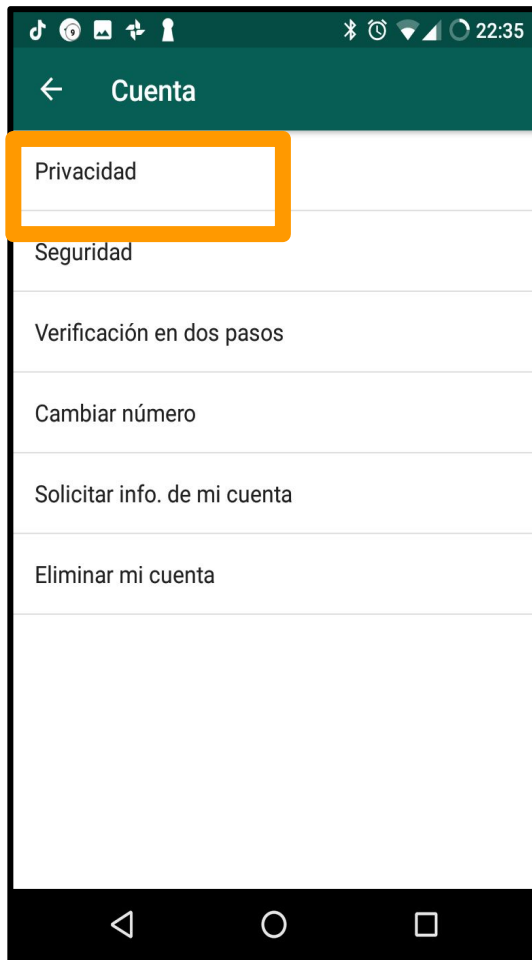 22:35
Cuenta
Privacidad
Seguridad
Verificación en dos pasos
Cambiar número
Solicitar info. de mi cuenta
Eliminar mi cuenta